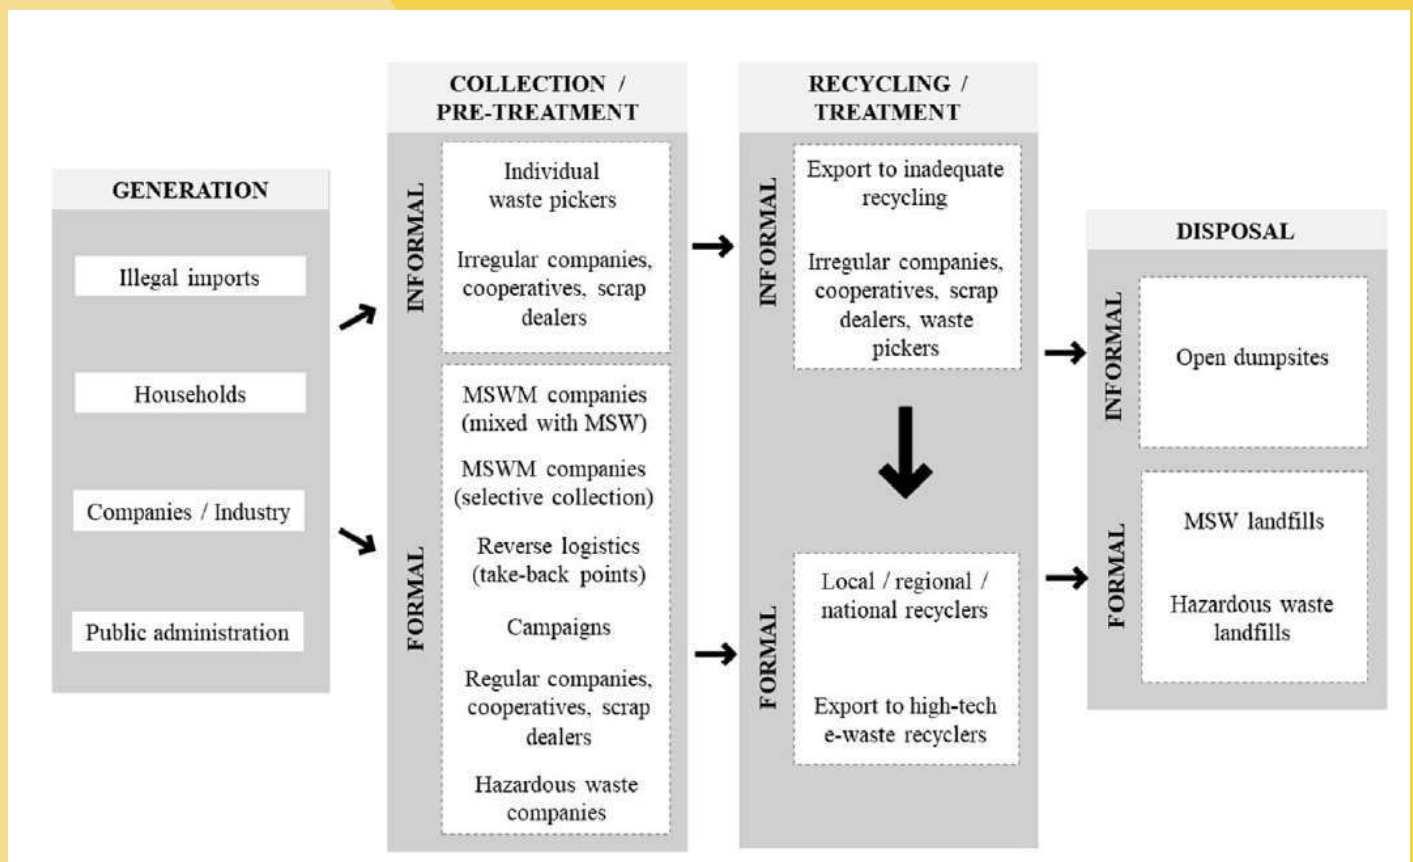 GENERATION
Illegal imports
Households
Companies / Industry
Public administration
COLLECTION /
PRE-TREATMENT
INFORMAL
Individual
waste pickers
Irregular companies,
cooperatives, scrap
dealers
FORMAL
MSWM companies
(mixed with MSW)
MSWM companies
(selective collection)
Reverse logistics
(take-back points)
Campaigns
Regular companies,
cooperatives, scrap
dealers
Hazardous waste
companies
RECYCLING /
TREATMENT
INFORMAL
Export to inadequate
recycling
Irregular companies,
cooperatives, scrap
dealers, waste
pickers
FORMAL
Local / regional /
national recyclers
Export to high-tech
e-waste recyclers
DISPOSAL
INFORMAL
Open dumpsites
FORMAL
MSW landfills
Hazardous waste
landfills